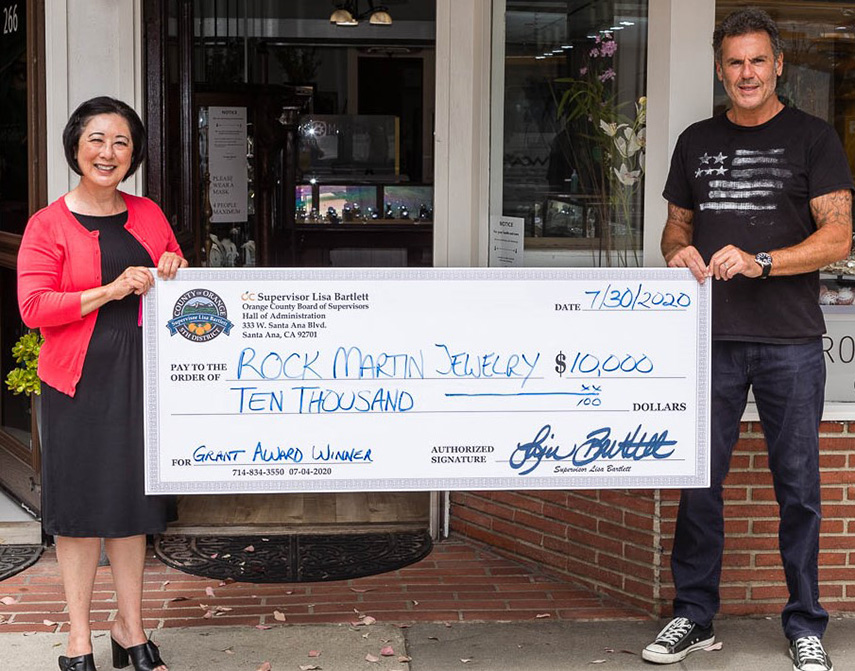 266
NOTICE
PLEASE
WEAR A
MASK
4 PEOPLE
MAXIMUM
NOTICE
COUNTY OF ORANGE
Supervisor Lisa Bartlett
5TH DISTRICT
OC Supervisor Lisa Bartlett
Orange County Board of Supervisors
Hall of Administration
333 W. Santa Ana Blvd.
Santa Ana, CA 92701
DATE 7/30/2020
PAY TO THE
ORDER OF ROCK MARTIN JEWELRY $10,000
TEN THOUSAND xx/100 DOLLARS
FOR GRANT AWARD WINNER
714-834-3550 07-04-2020
AUTHORIZED
SIGNATURE Lisa Bartlett
Supervisor Lisa Bartlett
RO